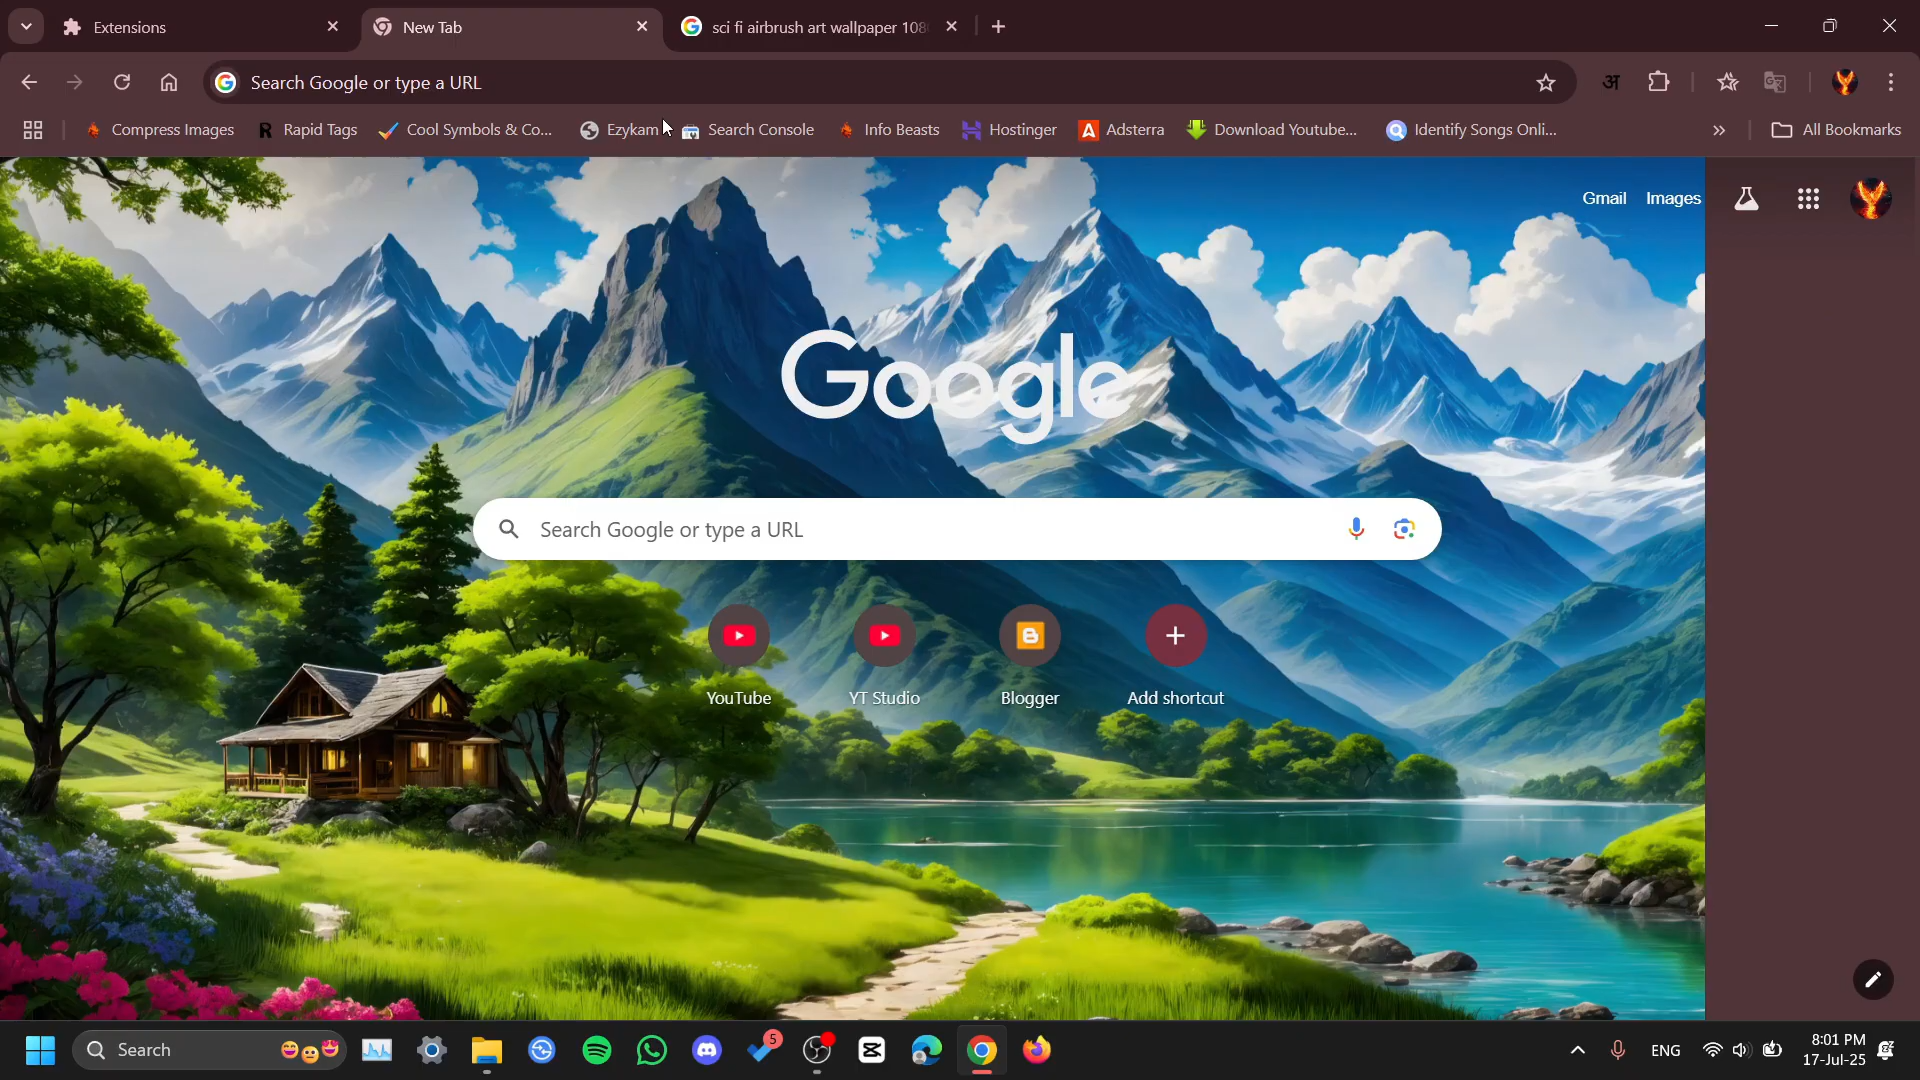 Extensions
New Tab
sci fi airbrush art wallpaper 108
Search Google or type a URL
अ
Compress Images
Rapid Tags
Cool Symbols & Co...
Ezykam
Search Console
Info Beasts
Hostinger
Adsterra
Download Youtube...
Identify Songs Onli...
All Bookmarks
Gmail
Images
Google
Search Google or type a URL
YouTube
YT Studio
Blogger
Add shortcut
Search
5
ENG
8:01 PM
17-Jul-25